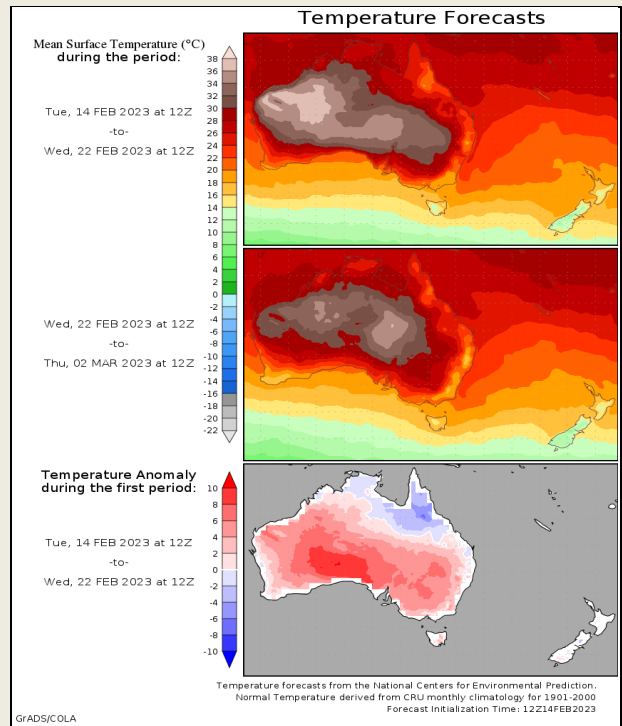 Temperature Forecasts
Mean Surface Temperature (°C)
during the period:
38
36
34
32
30
28
26
24
22
20
18
16
14
12
10
8
6
4
2
0
-2
-4
-6
-8
-10
-12
-14
-16
-18
-20
-22
Tue, 14 FEB 2023 at 12Z
-to-
Wed, 22 FEB 2023 at 12Z
Wed, 22 FEB 2023 at 12Z
-to-
Thu, 02 MAR 2023 at 12Z
Temperature Anomaly
during the first period:
10
8
6
4
2
0
-2
-4
-6
-8
-10
Tue, 14 FEB 2023 at 12Z
-to-
Wed, 22 FEB 2023 at 12Z
Temperature forecasts from the National Centers for Environmental Prediction.
Normal Temperature derived from CRU monthly climatology for 1901-2000
Forecast Initialization Time: 12Z14FEB2023
GrADS/COLA